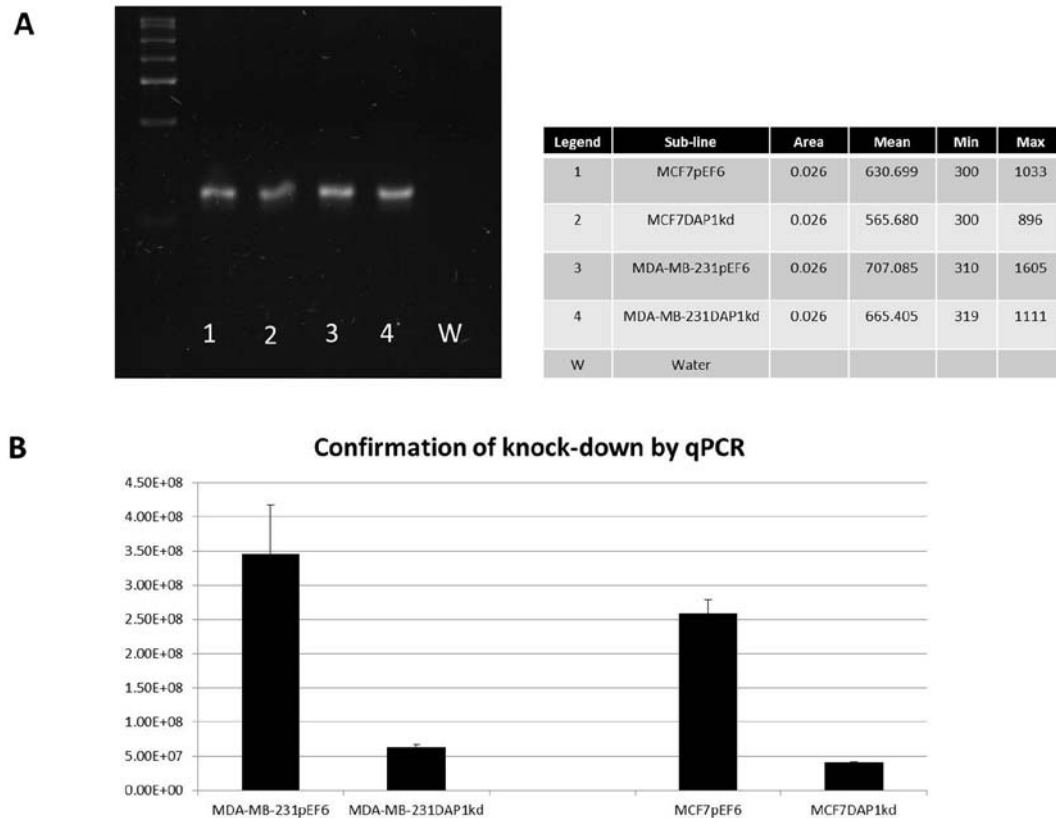 A
1 2 3 4 W
Legend Sub-line Area Mean Min Max
1 MCF7pEF6 0.026 630.699 300 1033
2 MCF7DAP1kd 0.026 565.680 300 896
3 MDA-MB-231pEF6 0.026 707.085 310 1605
4 MDA-MB-231DAP1kd 0.026 665.405 319 1111
W Water
B
Confirmation of knock-down by qPCR
4.50E+08
4.00E+08
3.50E+08
3.00E+08
2.50E+08
2.00E+08
1.50E+08
1.00E+08
5.00E+07
0.00E+00
MDA-MB-231pEF6 MDA-MB-231DAP1kd MCF7pEF6 MCF7DAP1kd